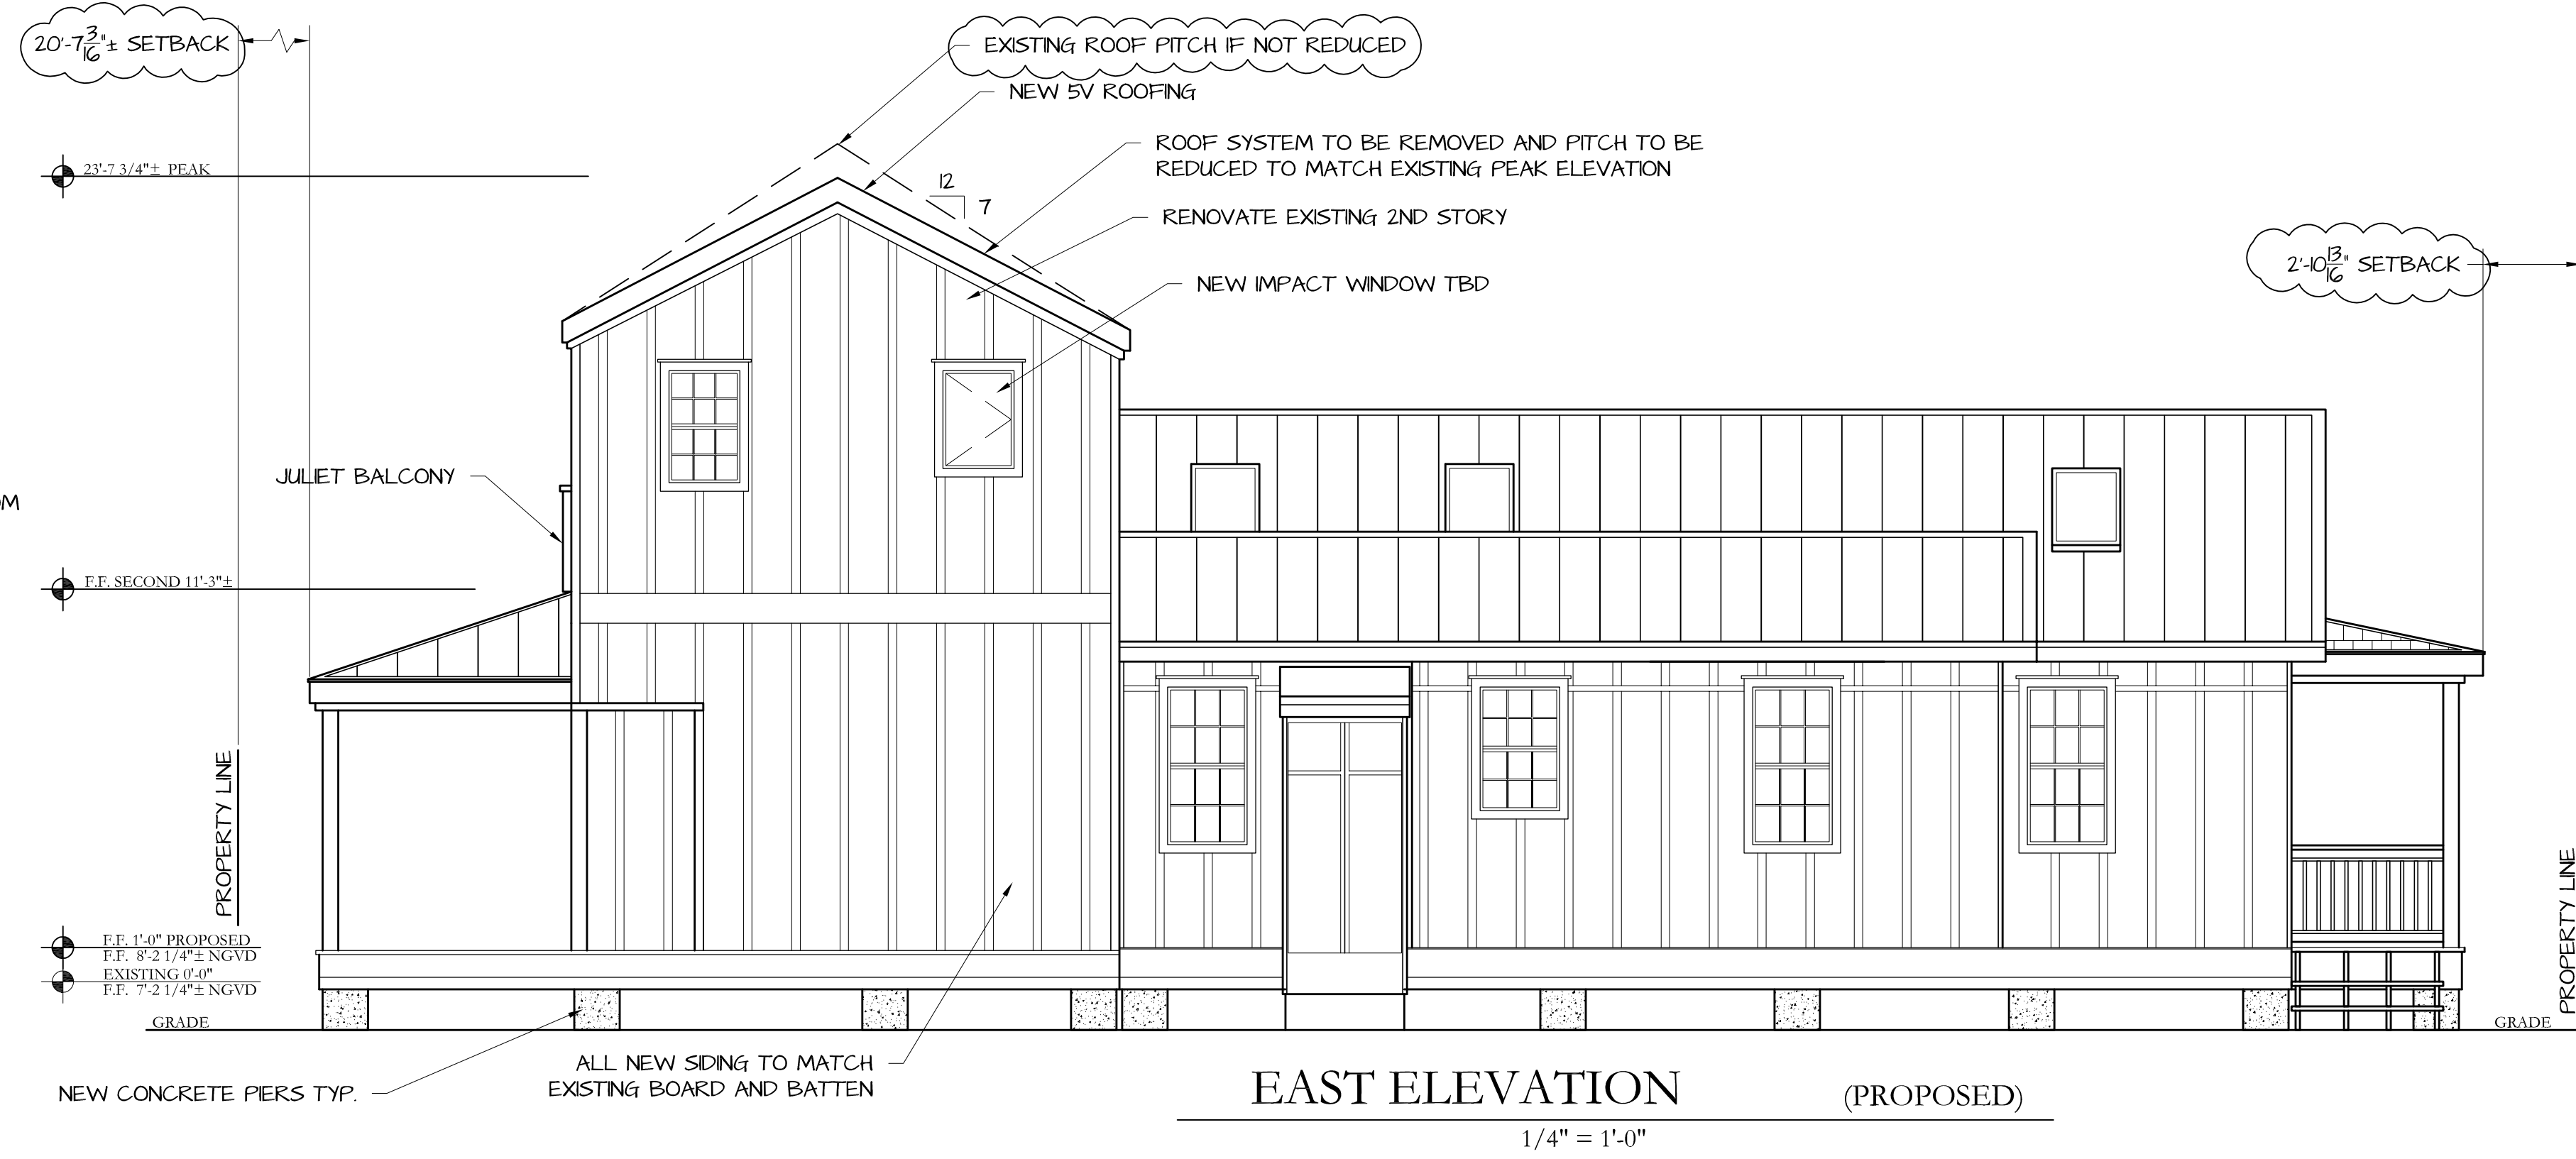 20'-7 3/16"± SETBACK
EXISTING ROOF PITCH IF NOT REDUCED
NEW 5V ROOFING
ROOF SYSTEM TO BE REMOVED AND PITCH TO BE
REDUCED TO MATCH EXISTING PEAK ELEVATION
23'-7 3/4"± PEAK
12
7
RENOVATE EXISTING 2ND STORY
2'-10 13/16" SETBACK
NEW IMPACT WINDOW TBD
JULIET BALCONY
OM
F.F. SECOND 11'-3"±
PROPERTY LINE
PROPERTY LINE
F.F. 1'-0" PROPOSED
F.F. 8'-2 1/4"± NGVD
EXISTING 0'-0"
F.F. 7'-2 1/4"± NGVD
GRADE
GRADE
NEW CONCRETE PIERS TYP.
ALL NEW SIDING TO MATCH
EXISTING BOARD AND BATTEN
EAST ELEVATION (PROPOSED)
1/4" = 1'-0"